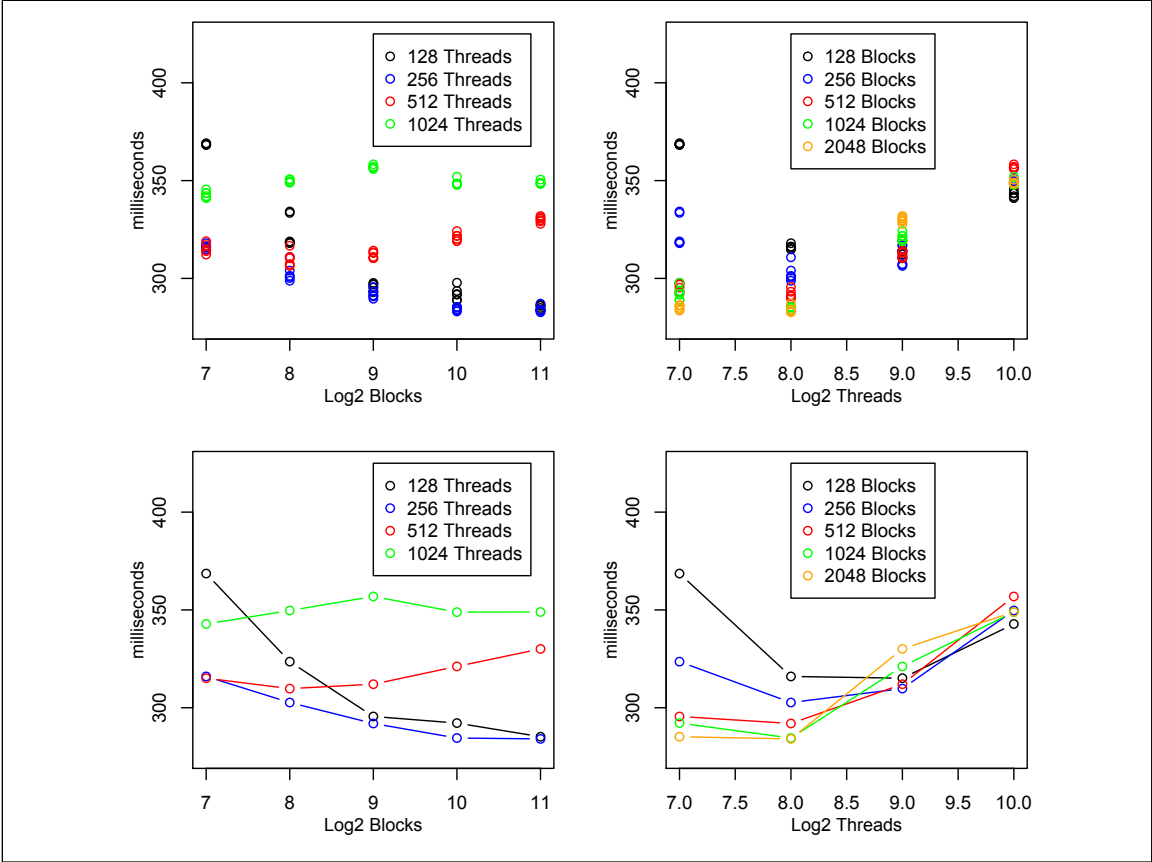 128 Threads
256 Threads
512 Threads
1024 Threads
milliseconds
300
350
400
7
8
9
10
11
Log2 Blocks
128 Blocks
256 Blocks
512 Blocks
1024 Blocks
2048 Blocks
milliseconds
300
350
400
7.0
7.5
8.0
8.5
9.0
9.5
10.0
Log2 Threads
128 Threads
256 Threads
512 Threads
1024 Threads
milliseconds
300
350
400
7
8
9
10
11
Log2 Blocks
128 Blocks
256 Blocks
512 Blocks
1024 Blocks
2048 Blocks
milliseconds
300
350
400
7.0
7.5
8.0
8.5
9.0
9.5
10.0
Log2 Threads